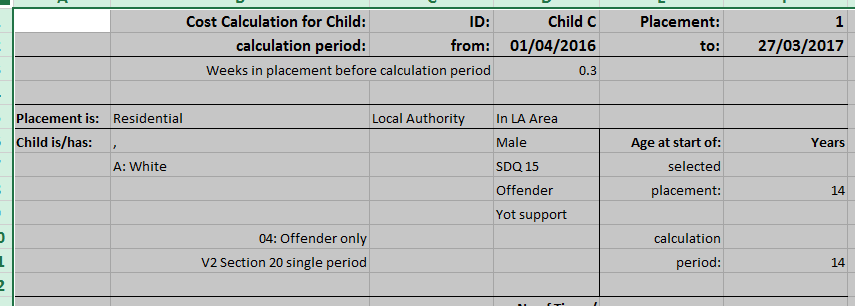 Cost Calculation for Child: ID: Child C Placement: 1
calculation period: from: 01/04/2016 to: 27/03/2017
Weeks in placement before calculation period 0.3
Placement is: Residential Local Authority In LA Area
Child is/has: , Male Age at start of: Years
A: White SDQ 15 selected
Offender placement: 14
Yot support
04: Offender only calculation
V2 Section 20 single period period: 14